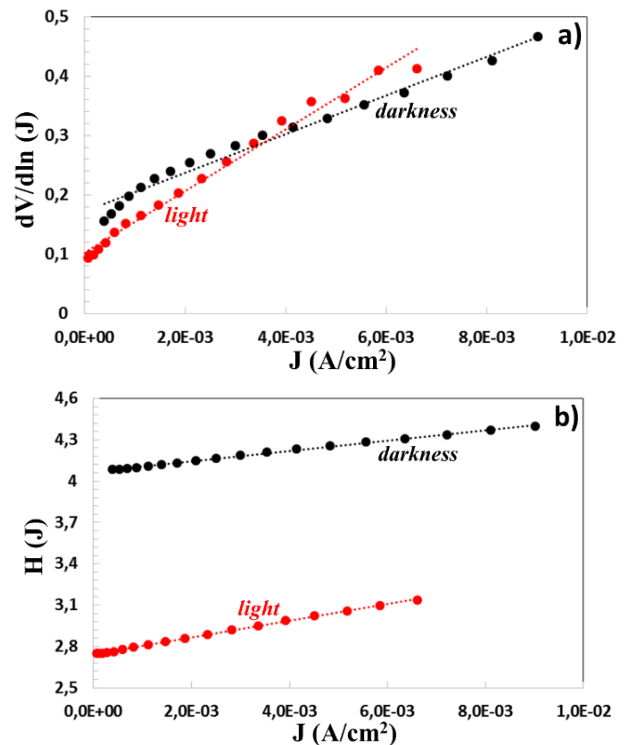 a)
0,5
0,4
0,3
0,2
0,1
0
dV/dln (J)
darkness
light
0,0E+00
2,0E-03
4,0E-03
6,0E-03
8,0E-03
1,0E-02
J (A/cm²)
b)
4,6
4,3
4
3,7
3,4
3,1
2,8
2,5
H (J)
darkness
light
0,0E+00
2,0E-03
4,0E-03
6,0E-03
8,0E-03
1,0E-02
J (A/cm²)